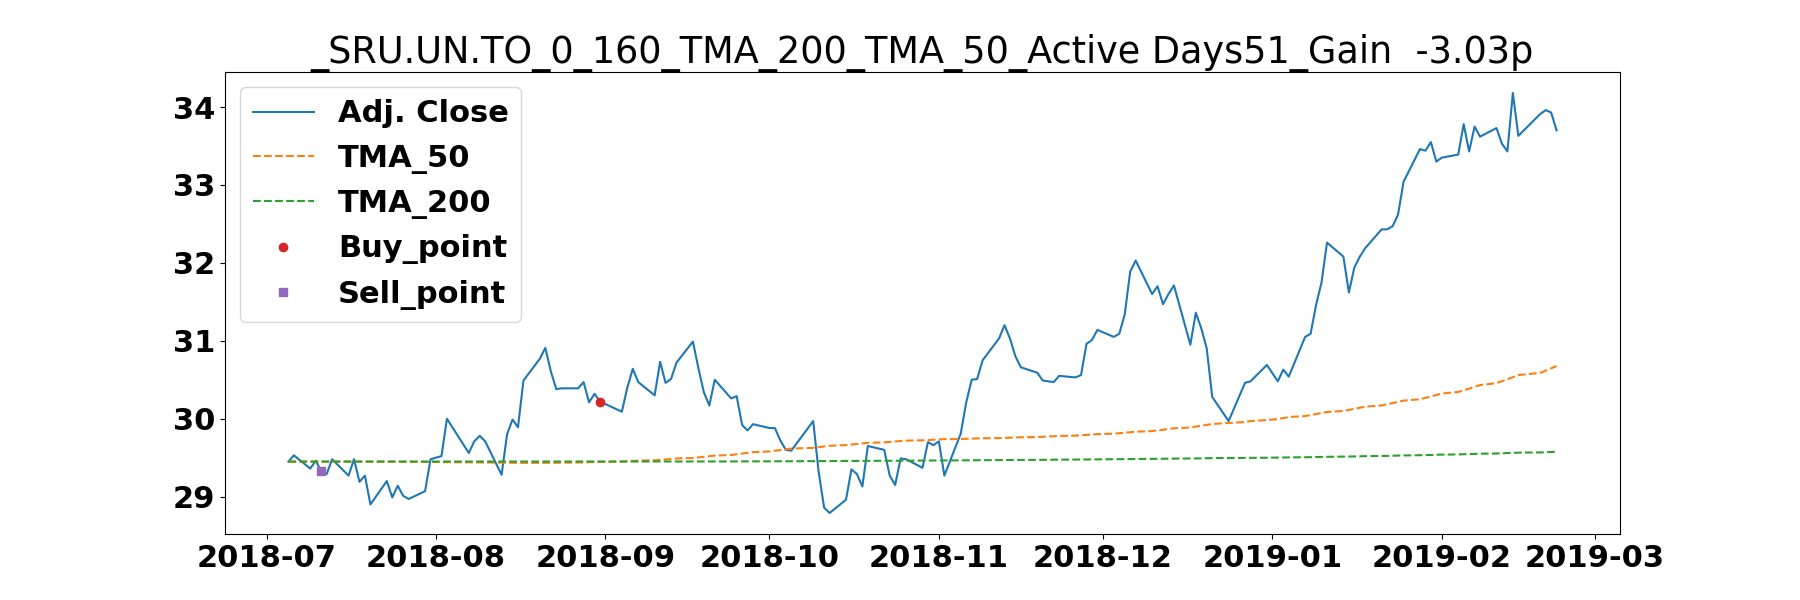 _SRU.UN.TO_0_160_TMA_200_TMA_50_Active Days51_Gain  -3.03p
Adj. Close
TMA_50
TMA_200
Buy_point
Sell_point
34
33
32
31
30
29
2018-07 2018-08 2018-09 2018-10 2018-11 2018-12 2019-01 2019-02 2019-03